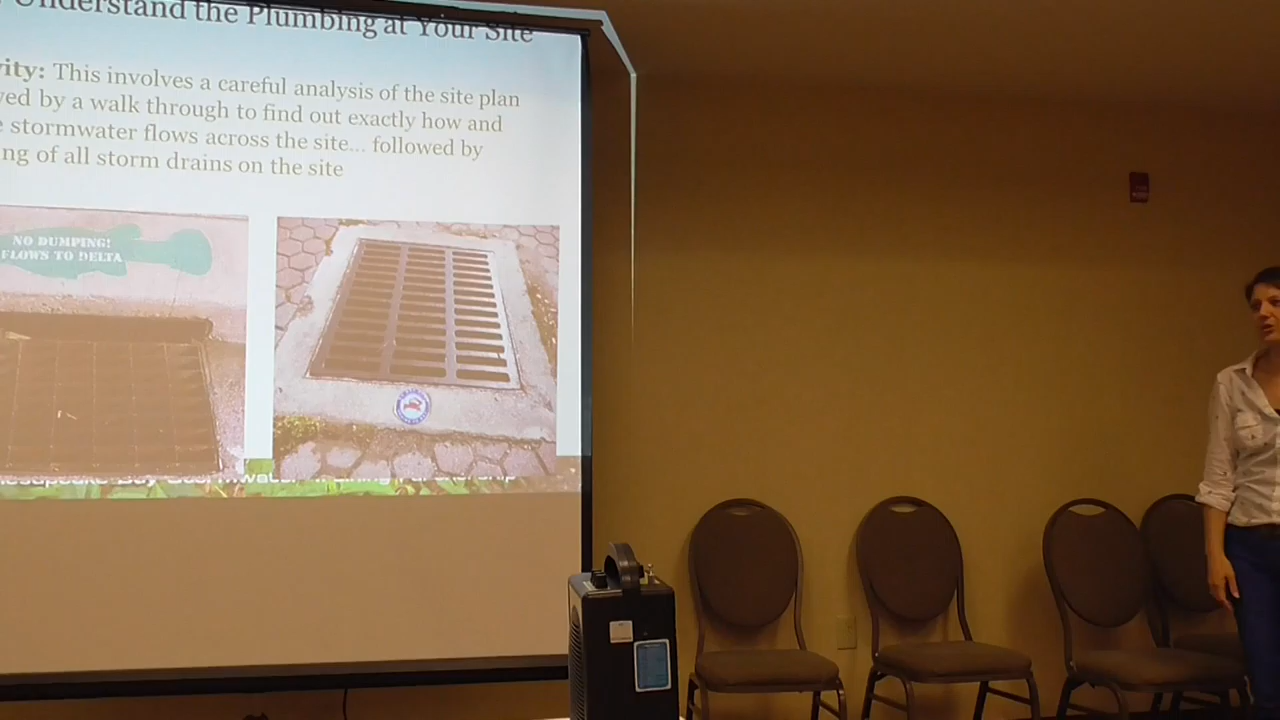 Understand the Plumbing at Your Site
vity: This involves a careful analysis of the site plan
ved by a walk through to find out exactly how and
e stormwater flows across the site... followed by
ng of all storm drains on the site
NO DUMPING!
FLOWS TO DELTA